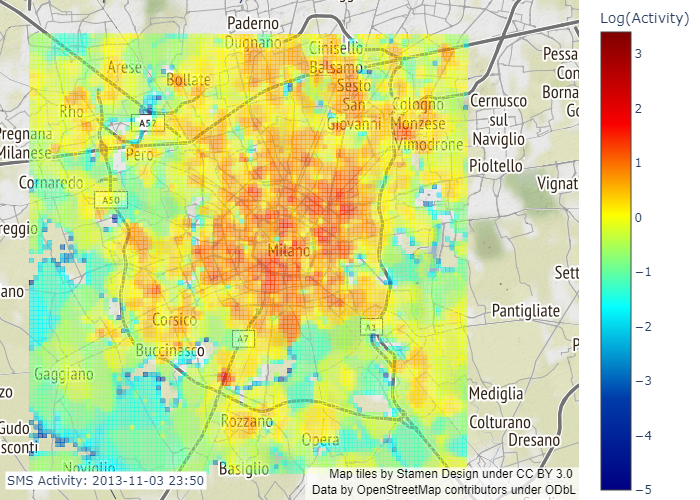 Log(Activity)
3
2
1
0
−1
−2
−3
−4
−5
Paderno
Dugnano
Cinisello
Balsamo
Arese
Bollate
Sesto
San
Giovanni
Pessa
Con
Borna
Go
Rho
Cologno
Monzese
Cernusco
sul
Naviglio
A52
Pregnana
Milanese
Pero
Vimodrone
Pioltello
Cornaredo
Vignat
A50
reggio
Milano
Sett
ano
Pantigliate
Corsico
A7
A1
Buccinasco
P
Gaggiano
zzo
Mediglia
Rozzano
Colturano
Gudo
sconti
Opera
Dresano
Noviglio
Basiglio
SMS Activity: 2013-11-03 23:50
Map tiles by Stamen Design under CC BY 3.0
Data by OpenStreetMap contributors under ODbL